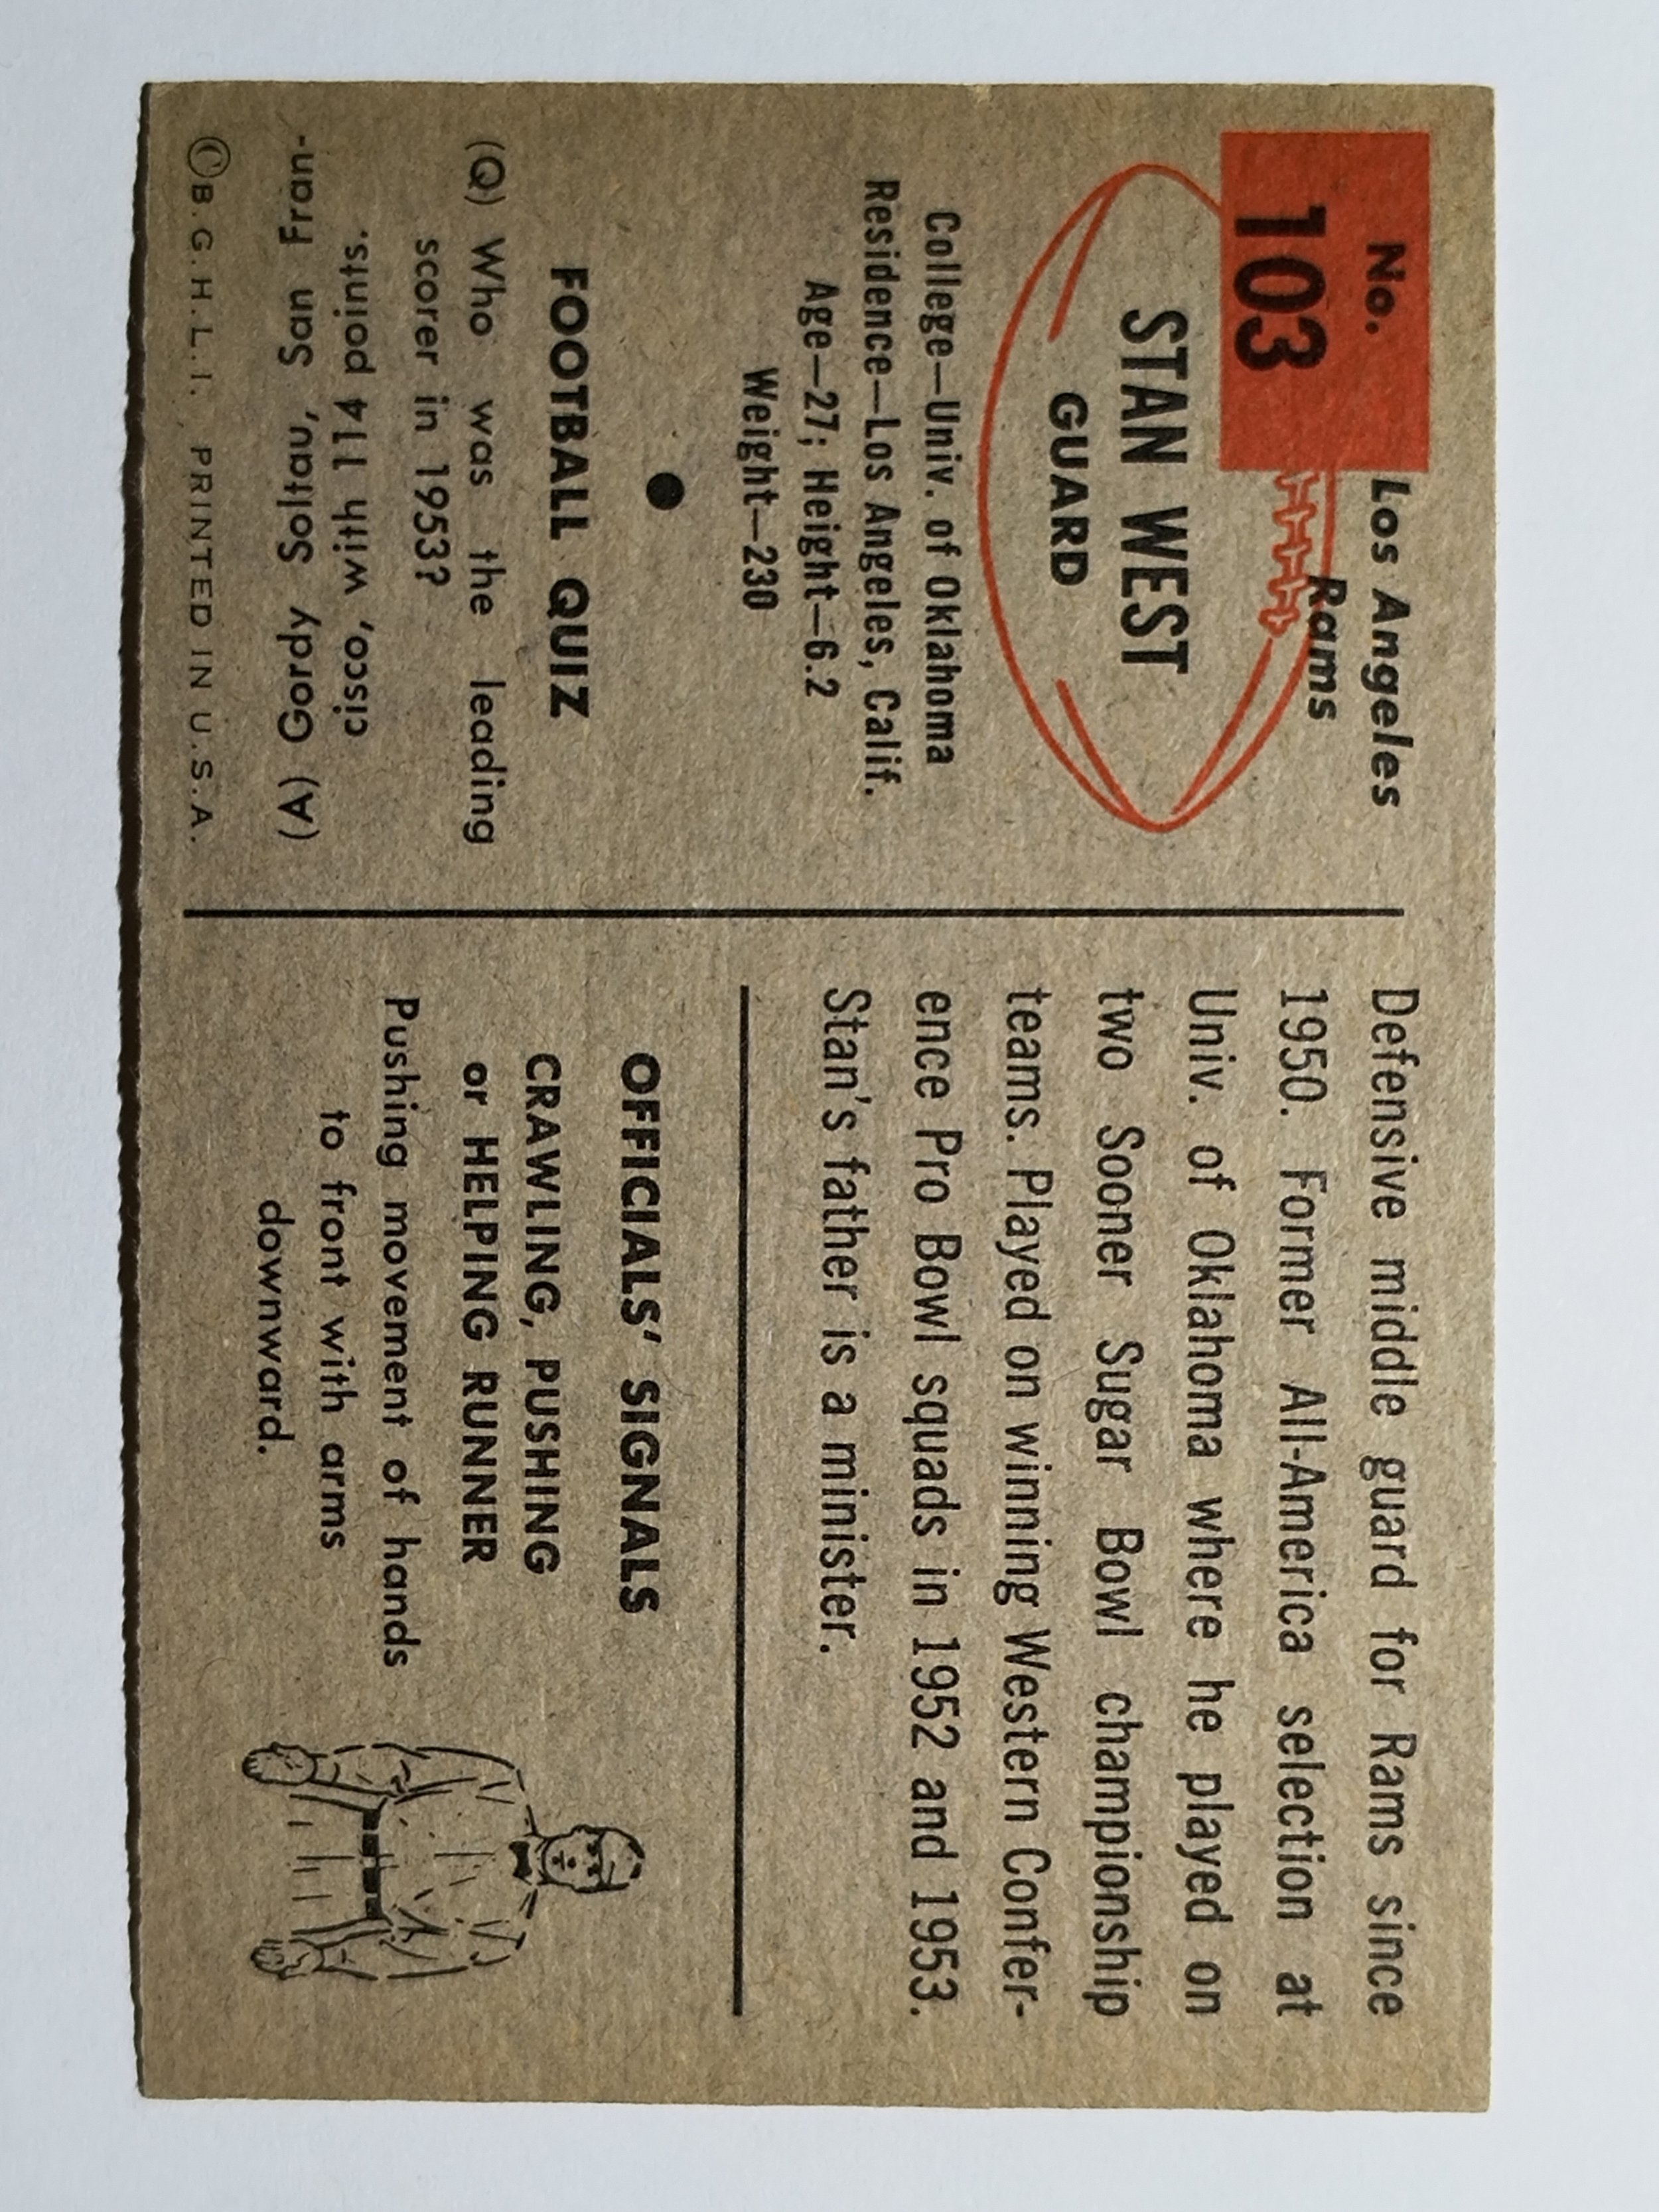 No.
103
Los Angeles
Rams
STAN WEST
GUARD
College—Univ. of Oklahoma
Residence—Los Angeles, Calif.
Age—27; Height—6.2
Weight—230
FOOTBALL QUIZ
(Q) Who was the leading
scorer in 1953?
(A) Gordy Soltau, San Fran-
cisco, with 114 points.
©B.G.H.L.I. PRINTED IN U.S.A.
Defensive middle guard for Rams since
1950. Former All-America selection at
Univ. of Oklahoma where he played on
two Sooner Sugar Bowl championship
teams. Played on winning Western Confer-
ence Pro Bowl squads in 1952 and 1953.
Stan's father is a minister.
OFFICIALS' SIGNALS
CRAWLING, PUSHING
or HELPING RUNNER
Pushing movement of hands
to front with arms
downward.